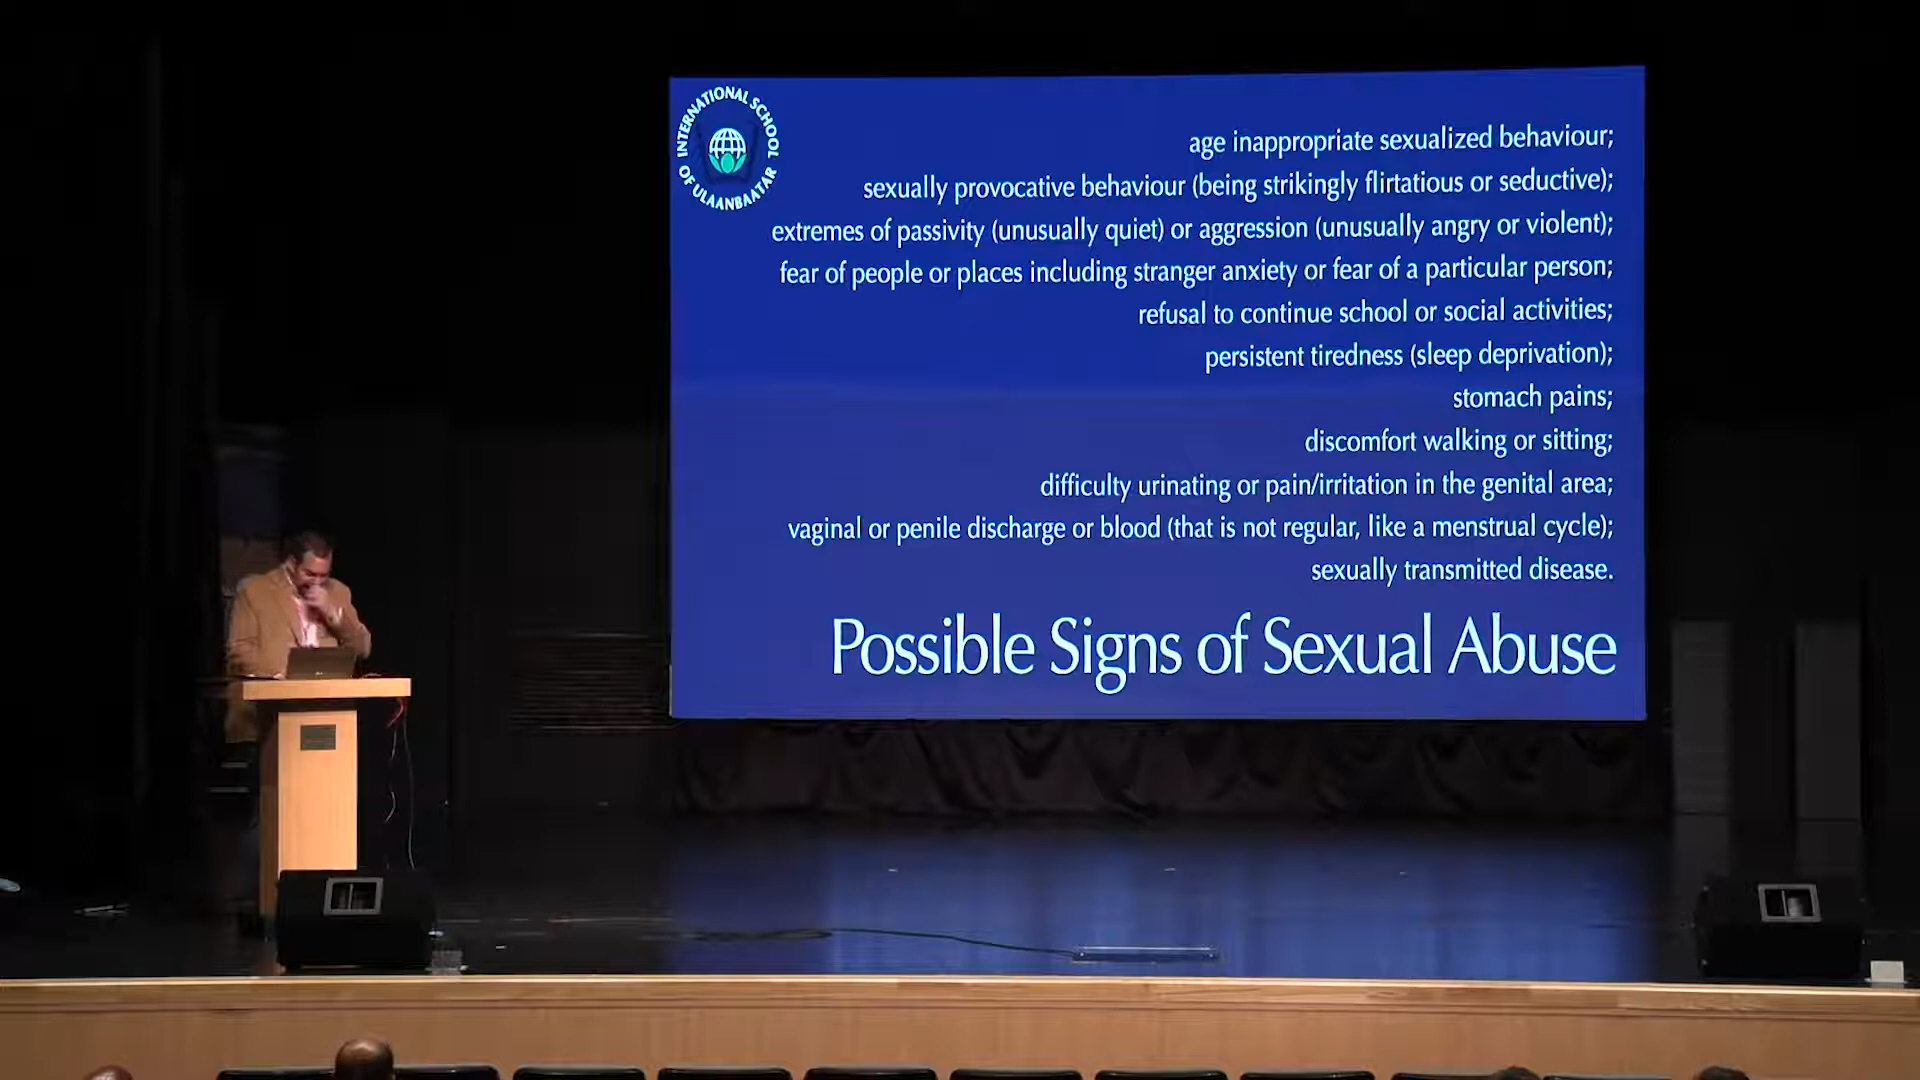 INTERNATIONAL SCHOOL
OF ULAANBAATAR
age inappropriate sexualized behaviour;
sexually provocative behaviour (being strikingly flirtatious or seductive);
extremes of passivity (unusually quiet) or aggression (unusually angry or violent);
fear of people or places including stranger anxiety or fear of a particular person;
refusal to continue school or social activities;
persistent tiredness (sleep deprivation);
stomach pains;
discomfort walking or sitting;
difficulty urinating or pain/irritation in the genital area;
vaginal or penile discharge or blood (that is not regular, like a menstrual cycle);
sexually transmitted disease.
Possible Signs of Sexual Abuse